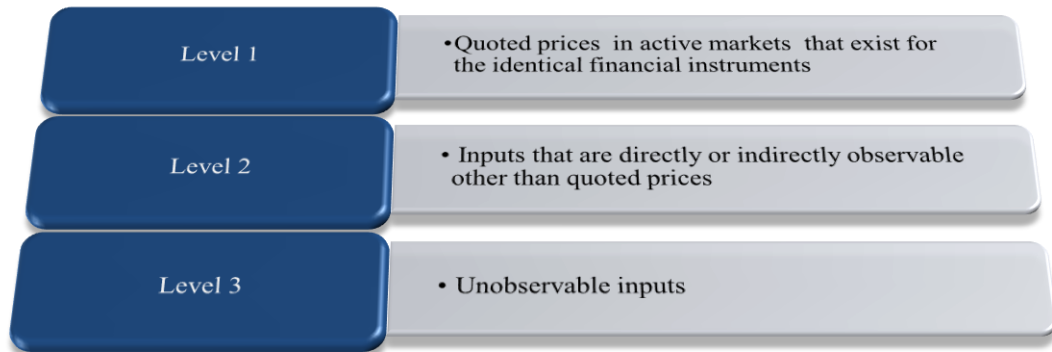 Level 1
•Quoted prices in active markets that exist for
the identical financial instruments
Level 2
• Inputs that are directly or indirectly observable
other than quoted prices
Level 3
• Unobservable inputs